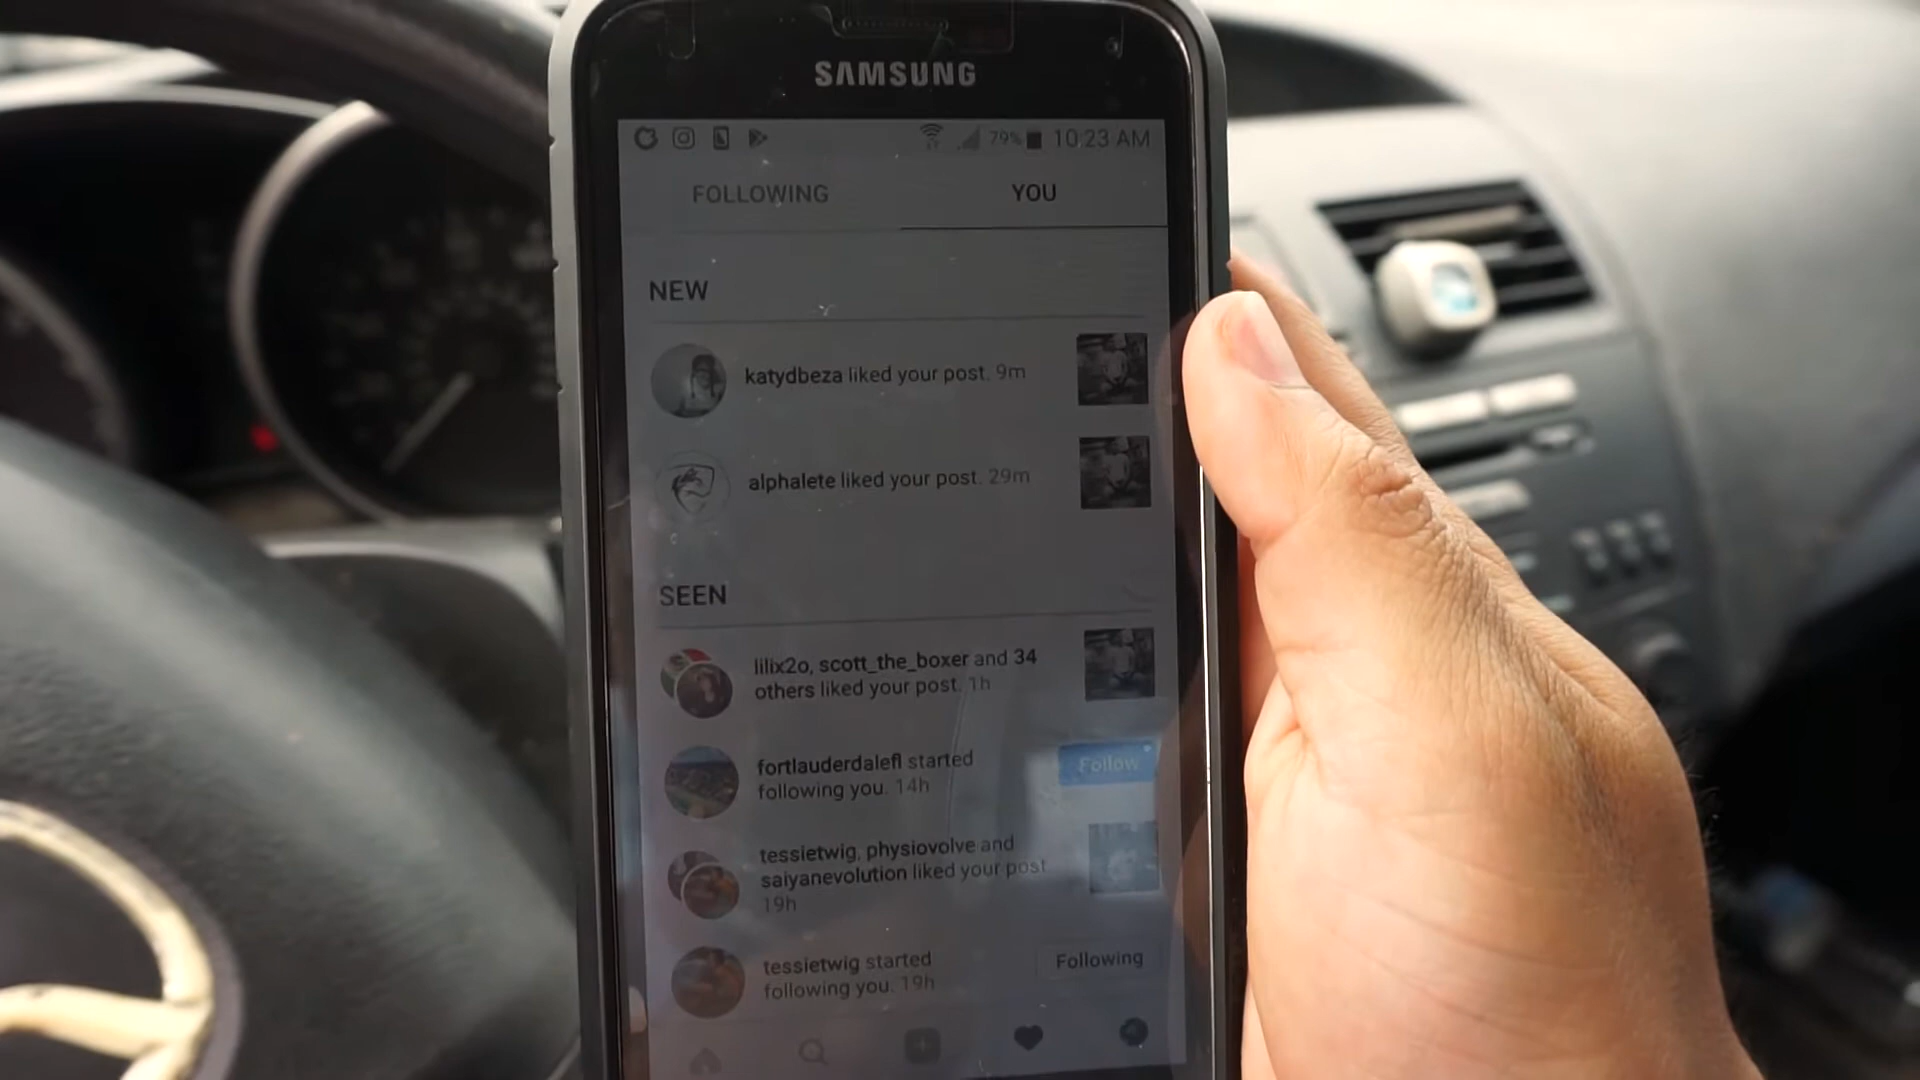 SAMSUNG
79% 10:23 AM
FOLLOWING YOU
NEW
katydbeza liked your post. 9m
alphalete liked your post. 29m
SEEN
lilix2o, scott_the_boxer and 34
others liked your post. 1h
fortlauderdalefl started
following you. 14h
Follow
tessietwig, physiovolve and
saiyanevolution liked your post
19h
tessietwig started
following you. 19h
Following